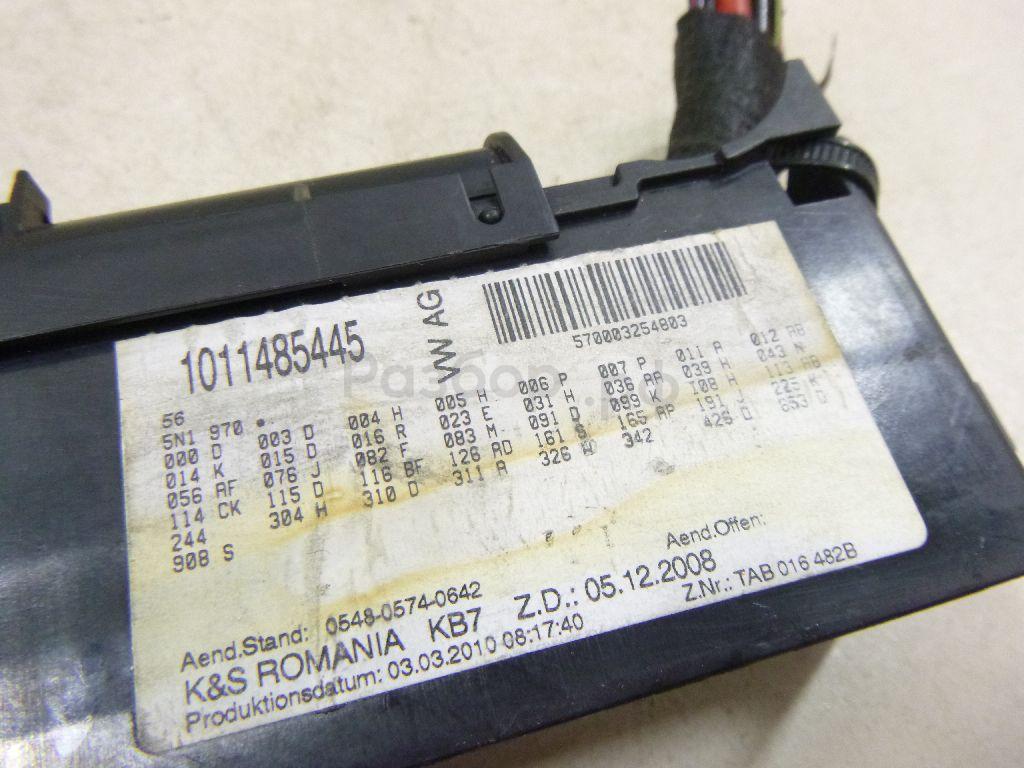 1011485445
VW AG
570003254803
56
5N1 970 .
000 D 003 D 004 H 005 H 006 P 007 P 011 A 012 AB
014 K 015 D 016 R 023 E 031 H 036 AA 039 H 043 N
056 AF 076 J 082 F 083 M 091 D 099 K 108 H 113 AB
114 CK 115 D 116 BF 126 AD 161 S 165 AP 191 J 225 K
244 304 H 310 D 311 A 326 342 426 D 653 D
908 S
Aend.Stand: 0548-0574-0642
Aend.Offen:
K&S ROMANIA KB7 Z.D.: 05.12.2008
Produktionsdatum: 03.03.2010 08:17:40
Z.Nr.: TAB 016 482B